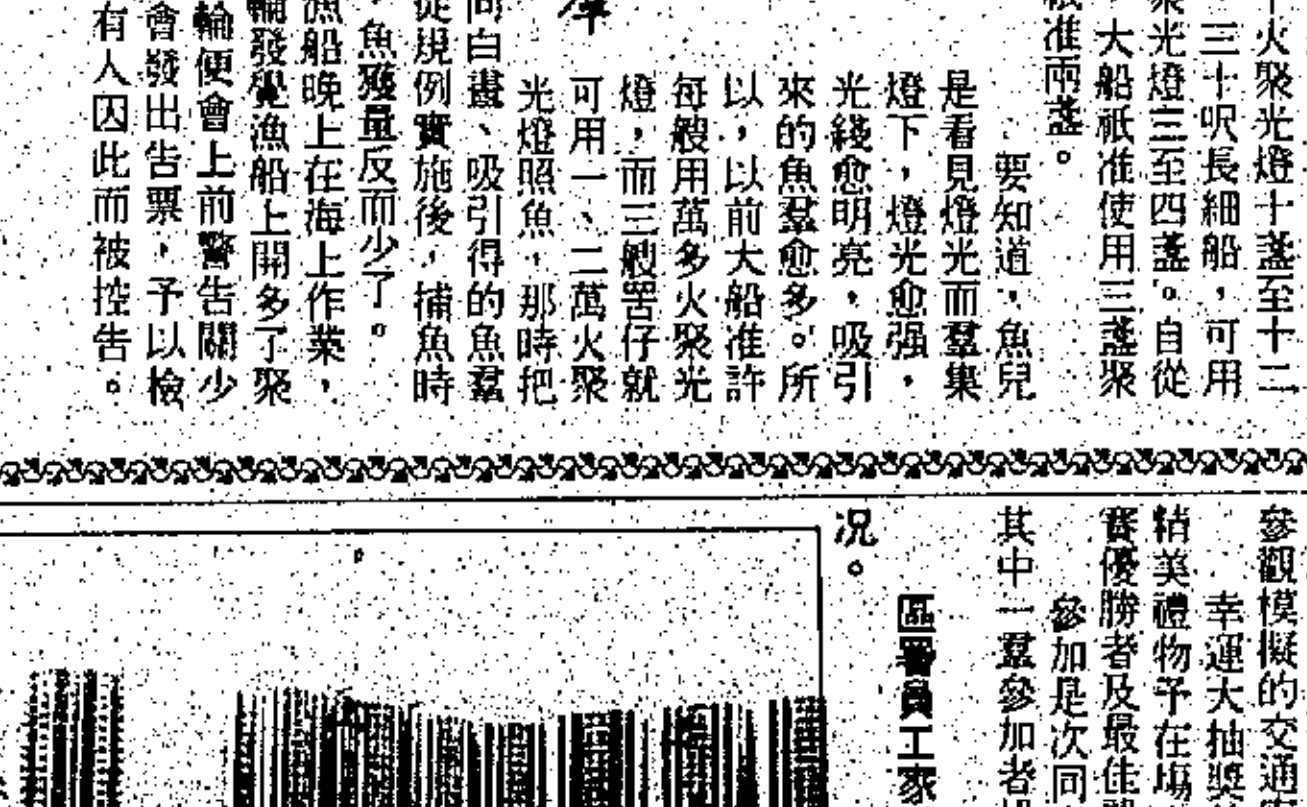 火聚光燈十盞至十二
三十呎長細船，可用
聚光燈三至四盞。自從
，大船祇准使用三盞聚
祇准兩盞。
要知道，魚兒
是看見燈光而羣集
燈下，燈光愈强，
光綫愈明亮，吸引
來的魚羣愈多。所
以，以前大船准許
每艘用萬多火聚光
燈，而三艘罟仔就
可用一、二萬火聚
光燈照魚，那時把
同白晝、吸引得的魚羣
從規例實施後，捕魚時
，魚獲量反而少了。
漁船晚上在海上作業，
輪發覺漁船上開多了聚
輪便會上前警告關少
會發出告票，予以檢
有人因此而被控告。
參觀模擬的交通
幸運大抽獎
精美禮物予在場
賽優勝者及最佳
參加是次同
其中一羣參加者
區署員工家
况。